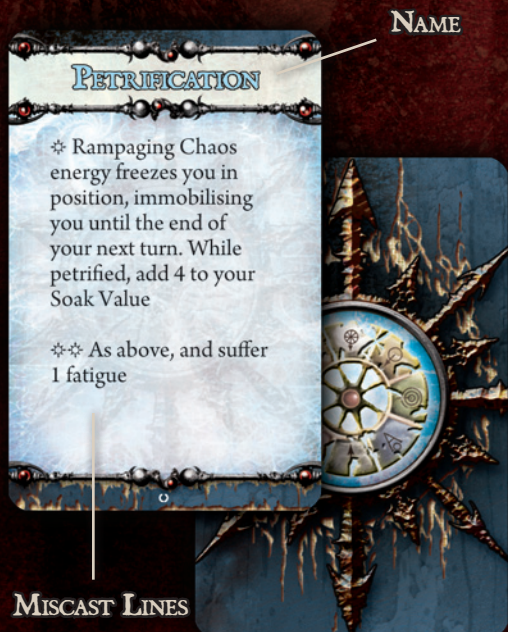 NAME
PETRIFICATION
Rampaging Chaos
energy freezes you in
position, immobilising
you until the end of
your next turn. While
petrified, add 4 to your
Soak Value
As above, and suffer
1 fatigue
MISCAST LINES